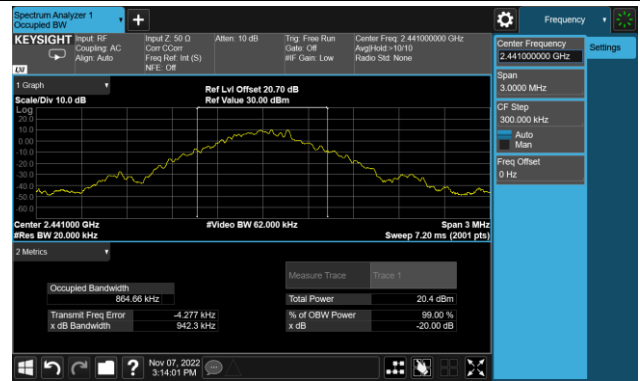 Spectrum Analyzer 1
Occupied BW
+
Frequency
KEYSIGHT
Input: RF
Coupling: AC
Align: Auto
Input Z: 50 Ω
Corr CCorr
Freq Ref: Int (S)
NFE: Off
Atten: 10 dB
Trig: Free Run
Gate: Off
#IF Gain: Low
Center Freq: 2.441000000 GHz
Avg|Hold:>10/10
Radio Std: None
LXI
Center Frequency
2.441000000 GHz
Settings
Span
3.0000 MHz
CF Step
300.000 kHz
Auto
Man
Freq Offset
0 Hz
1 Graph
Scale/Div 10.0 dB
Ref Lvl Offset 20.70 dB
Ref Value 30.00 dBm
Log
20.0
10.0
0.00
-10.0
-20.0
-30.0
-40.0
-50.0
-60.0
Center 2.441000 GHz
#Video BW 62.000 kHz
Span 3 MHz
#Res BW 20.000 kHz
Sweep 7.20 ms (2001 pts)
2 Metrics
Measure Trace
Trace 1
Occupied Bandwidth
864.66 kHz
Total Power
20.4 dBm
Transmit Freq Error
-4.277 kHz
% of OBW Power
99.00 %
x dB Bandwidth
942.3 kHz
x dB
-20.00 dB
?
Nov 07, 2022
3:14:01 PM